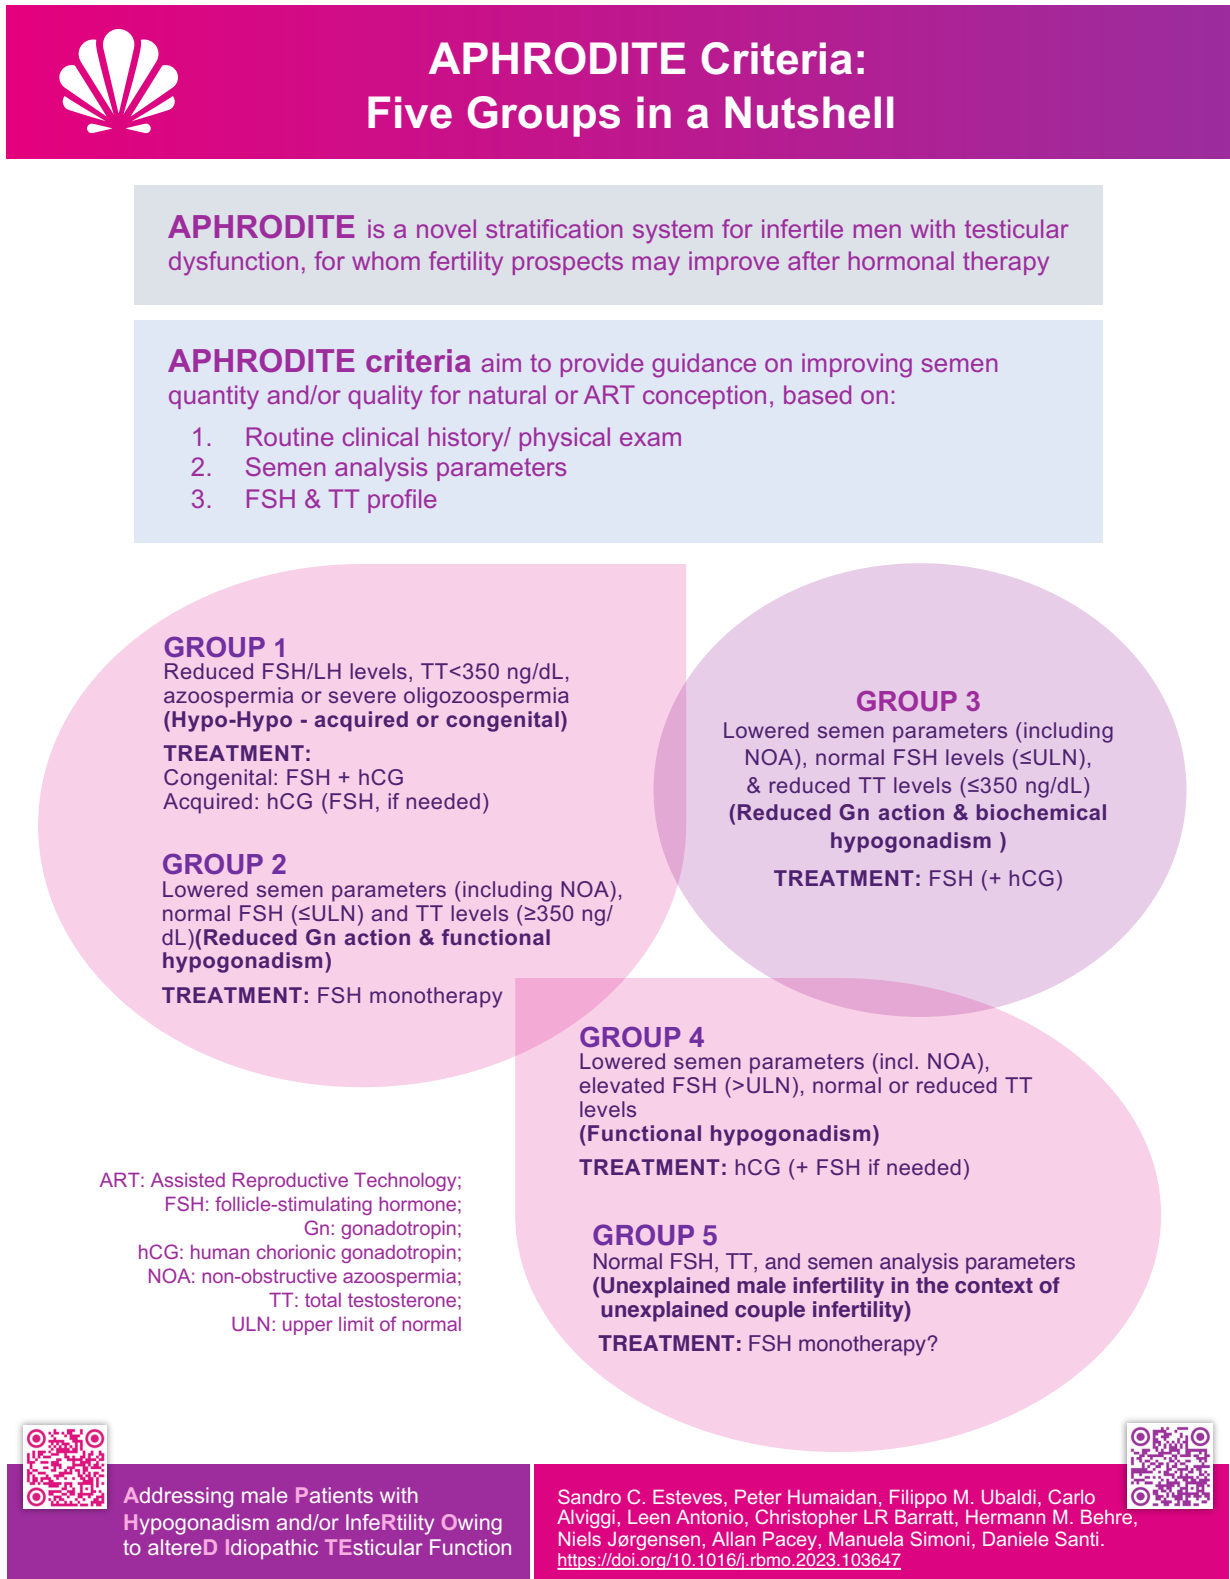 APHRODITE Criteria:
Five Groups in a Nutshell
APHRODITE is a novel stratification system for infertile men with testicular
dysfunction, for whom fertility prospects may improve after hormonal therapy
APHRODITE criteria aim to provide guidance on improving semen
quantity and/or quality for natural or ART conception, based on:
1. Routine clinical history/ physical exam
2. Semen analysis parameters
3. FSH & TT profile
GROUP 1
Reduced FSH/LH levels, TT<350 ng/dL,
azoospermia or severe oligozoospermia
(Hypo-Hypo - acquired or congenital)
TREATMENT:
Congenital: FSH + hCG
Acquired: hCG (FSH, if needed)
GROUP 2
Lowered semen parameters (including NOA),
normal FSH (≤ULN) and TT levels (≥350 ng/
dL)(Reduced Gn action & functional
hypogonadism)
TREATMENT: FSH monotherapy
GROUP 3
Lowered semen parameters (including
NOA), normal FSH levels (≤ULN),
& reduced TT levels (≤350 ng/dL)
(Reduced Gn action & biochemical
hypogonadism )
TREATMENT: FSH (+ hCG)
GROUP 4
Lowered semen parameters (incl. NOA),
elevated FSH (>ULN), normal or reduced TT
levels
(Functional hypogonadism)
TREATMENT: hCG (+ FSH if needed)
GROUP 5
Normal FSH, TT, and semen analysis parameters
(Unexplained male infertility in the context of
unexplained couple infertility)
TREATMENT: FSH monotherapy?
ART: Assisted Reproductive Technology;
FSH: follicle-stimulating hormone;
Gn: gonadotropin;
hCG: human chorionic gonadotropin;
NOA: non-obstructive azoospermia;
TT: total testosterone;
ULN: upper limit of normal
Addressing male Patients with
Hypogonadism and/or InfeRtility Owing
to altereD Idiopathic TEsticular Function
Sandro C. Esteves, Peter Humaidan, Filippo M. Ubaldi, Carlo
Alviggi, Leen Antonio, Christopher LR Barratt, Hermann M. Behre,
Niels Jørgensen, Allan Pacey, Manuela Simoni, Daniele Santi.
https://doi.org/10.1016/j.rbmo.2023.103647